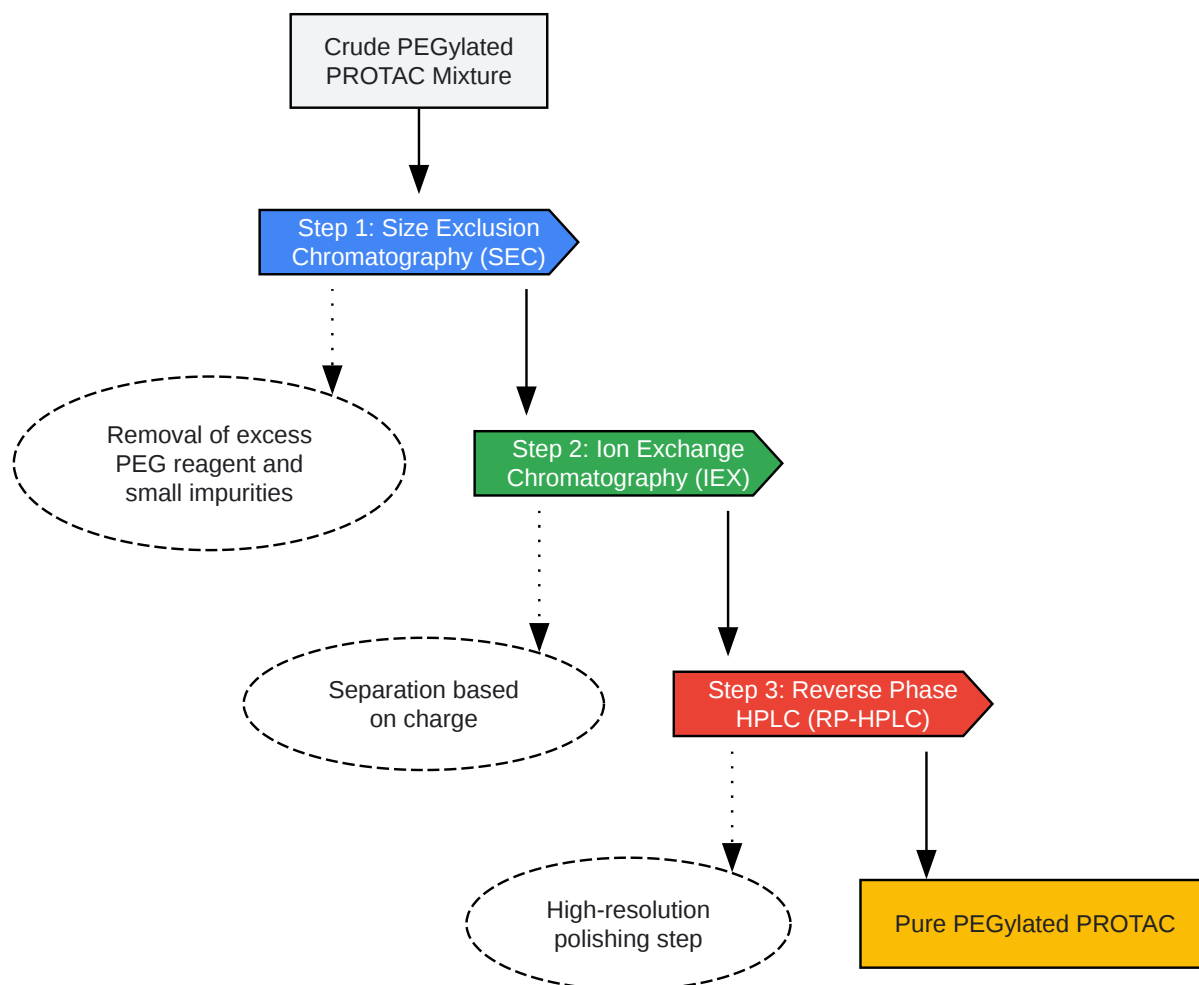 Crude PEGylated
PROTAC Mixture
Step 1: Size Exclusion
Chromatography (SEC)
Removal of excess
PEG reagent and
small impurities
Step 2: Ion Exchange
Chromatography (IEX)
Separation based
on charge
Step 3: Reverse Phase
HPLC (RP-HPLC)
High-resolution
polishing step
Pure PEGylated PROTAC